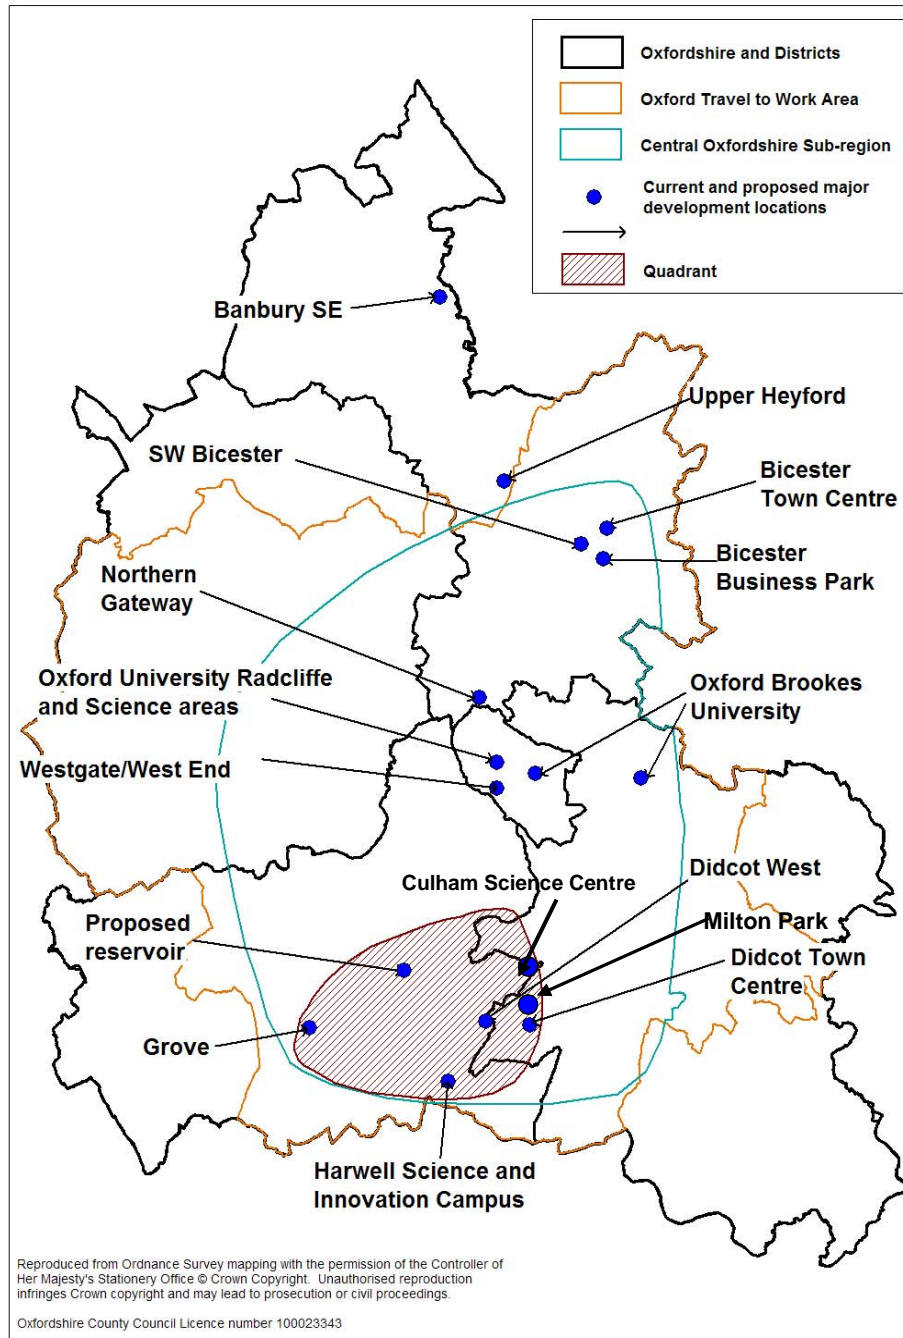 Oxfordshire and Districts
Oxford Travel to Work Area
Central Oxfordshire Sub-region
Current and proposed major
development locations
Quadrant
Banbury SE
Upper Heyford
SW Bicester
Bicester
Town Centre
Bicester
Business Park
Northern
Gateway
Oxford University Radcliffe
and Science areas
Oxford Brookes
University
Westgate/West End
Culham Science Centre
Didcot West
Milton Park
Proposed
reservoir
Didcot Town
Centre
Grove
Harwell Science and
Innovation Campus
Reproduced from Ordnance Survey mapping with the permission of the Controller of
Her Majesty's Stationery Office © Crown Copyright.  Unauthorised reproduction
infringes Crown copyright and may lead to prosecution or civil proceedings.
Oxfordshire County Council Licence number 100023343